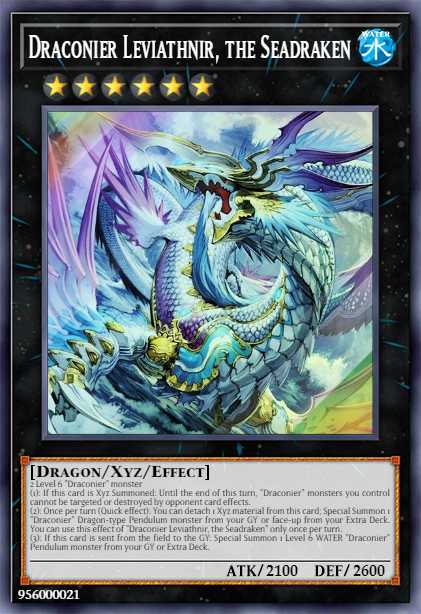 Draconier Leviathnir, the Seadraken
WATER
水
[Dragon/Xyz/Effect]
2 Level 6 "Draconier" monster
(1): If this card is Xyz Summoned: Until the end of this turn, "Draconier" monsters you control
cannot be targeted or destroyed by opponent card effects.
(2): Once per turn (Quick effect): You can detach 1 Xyz material from this card; Special Summon 1
"Draconier" Dragon-type Pendulum monster from your GY or face-up from your Extra Deck.
You can use this effect of "Draconier Leviathnir, the Seadraken" only once per turn.
(3): If this card is sent from the field to the GY: Special Summon 1 Level 6 WATER "Draconier"
Pendulum monster from your GY or Extra Deck.
ATK/2100 DEF/2600
956000021